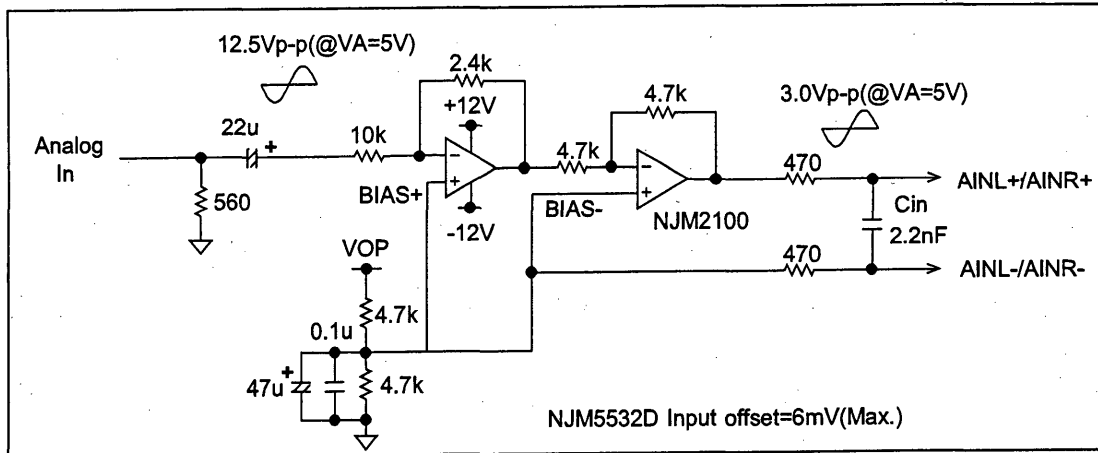 12.5Vp-p(@VA=5V)
2.4k
+12V
4.7k
3.0Vp-p(@VA=5V)
22u
+
10k
4.7k
470
Analog
In
−
+
−
+
AINL+/AINR+
560
BIAS+
-12V
BIAS-
NJM2100
Cin
2.2nF
VOP
470
AINL-/AINR-
4.7k
0.1u
47u
+
4.7k
NJM5532D Input offset=6mV(Max.)